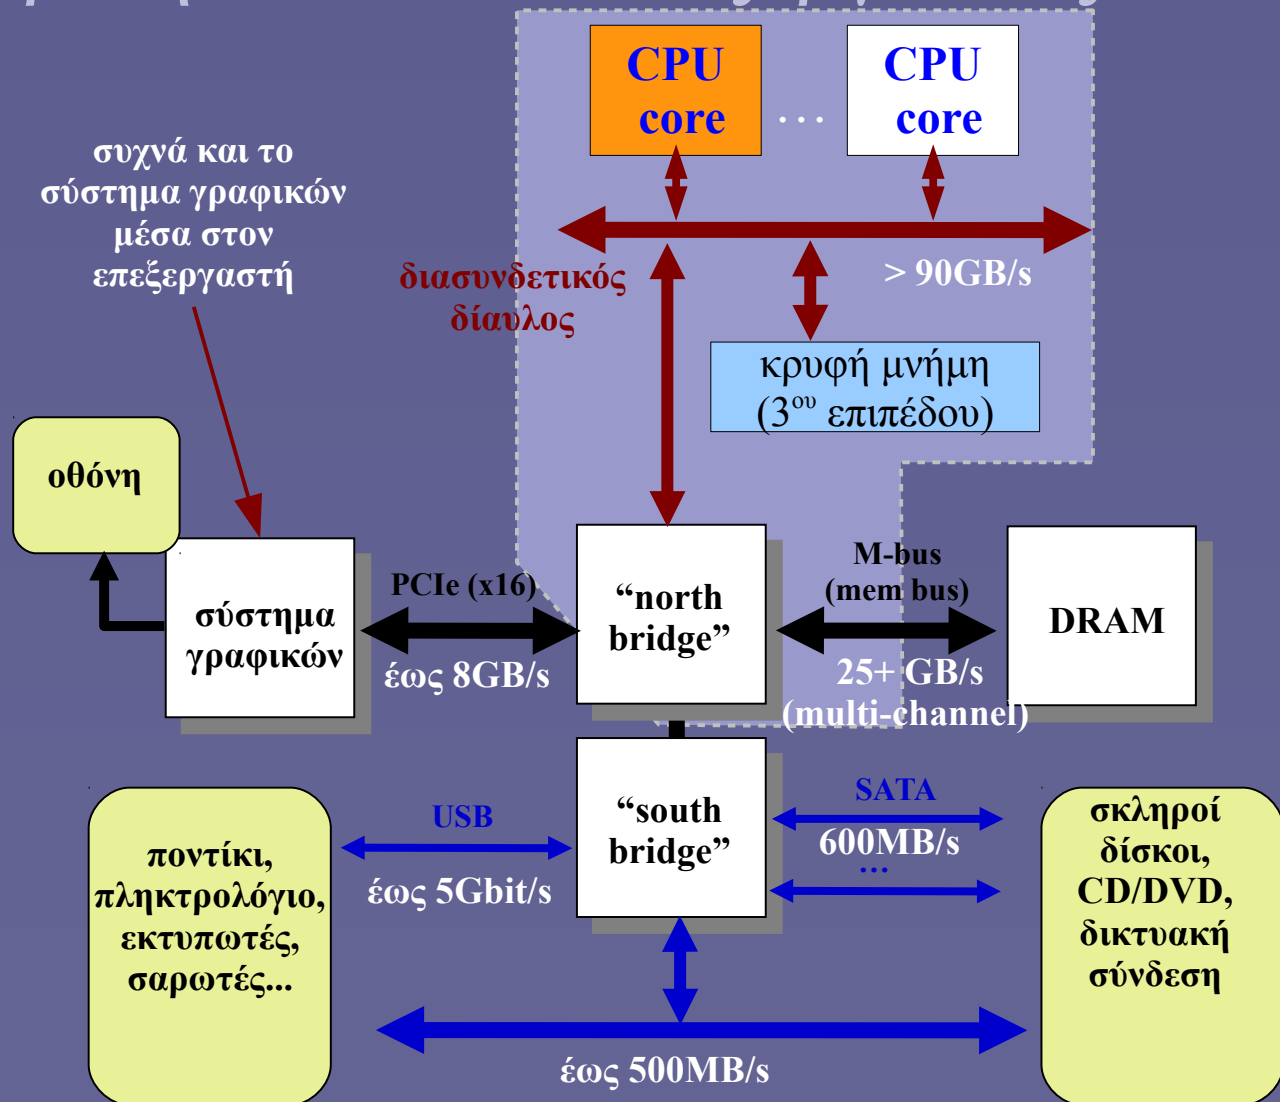 CPU
core
...
CPU
core
συχνά και το
σύστημα γραφικών
μέσα στον
επεξεργαστή
διασυνδετικός
δίαυλος
> 90GB/s
κρυφή μνήμη
(3ου επιπέδου)
οθόνη
σύστημα
γραφικών
PCIe (x16)
έως 8GB/s
“north
bridge”
M-bus
(mem bus)
25+ GB/s
(multi-channel)
DRAM
“south
bridge”
USB
έως 5Gbit/s
SATA
600MB/s
...
ποντίκι,
πληκτρολόγιο,
εκτυπωτές,
σαρωτές...
σκληροί
δίσκοι,
CD/DVD,
δικτυακή
σύνδεση
έως 500MB/s